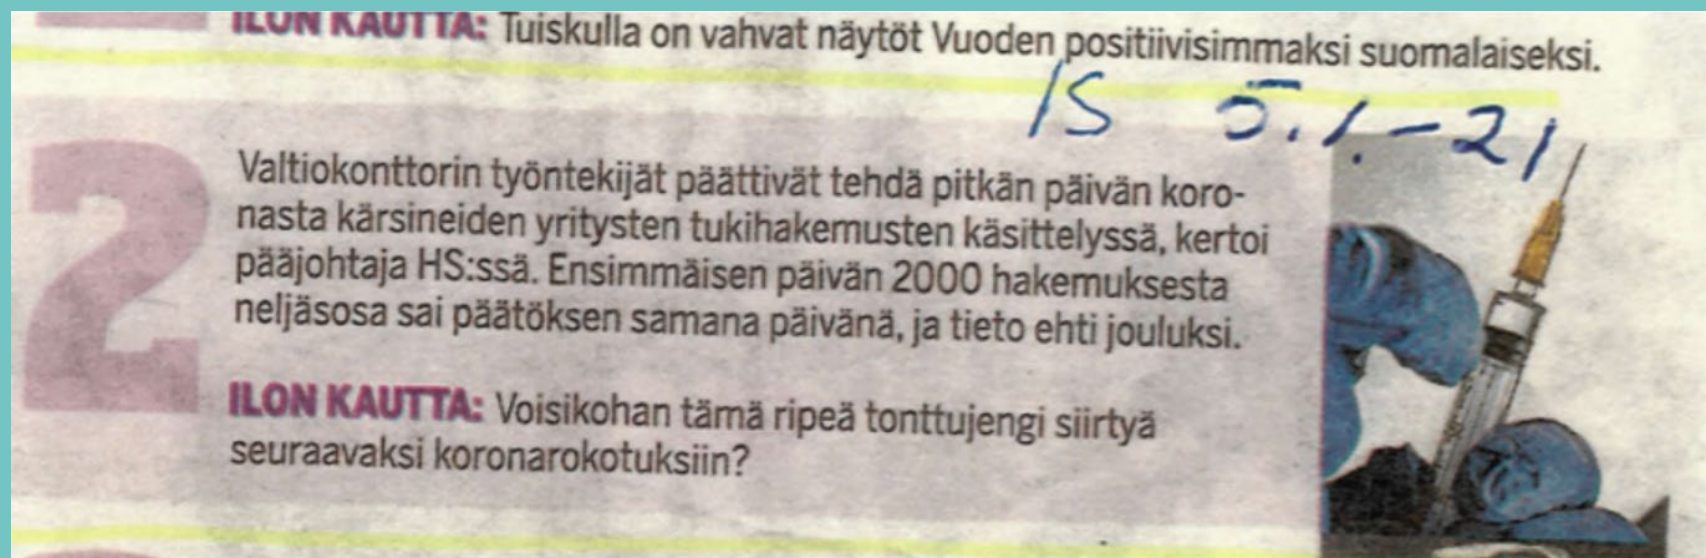 ILON KAUTTA: Tuiskulla on vahvat näytöt Vuoden positiivisimmaksi suomalaiseksi.
IS 5.1.-21
2
Valtiokonttorin työntekijät päättivät tehdä pitkän päivän koro-
nasta kärsineiden yritysten tukihakemusten käsittelyssä, kertoi
pääjohtaja HS:ssä. Ensimmäisen päivän 2000 hakemuksesta
neljäsosa sai päätöksen samana päivänä, ja tieto ehti jouluksi.
ILON KAUTTA: Voisikohan tämä ripeä tonttujengi siirtyä
seuraavaksi koronarokotuksiin?